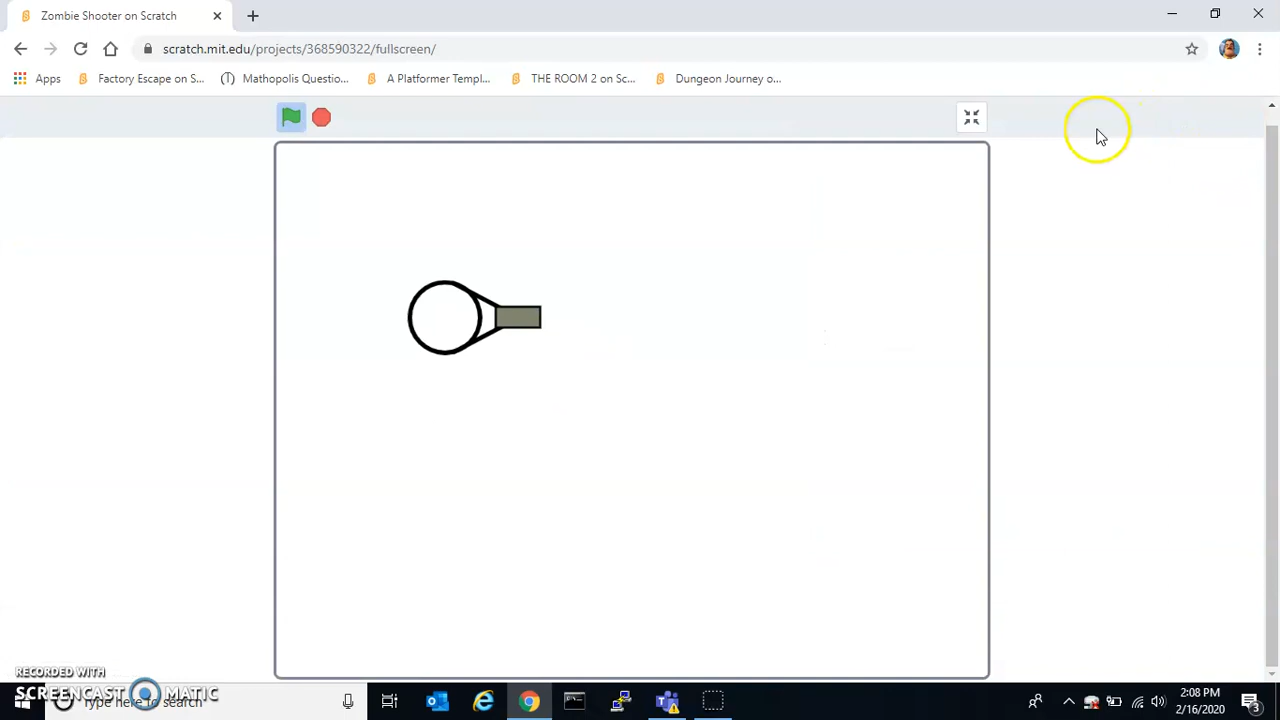 Zombie Shooter on Scratch
scratch.mit.edu/projects/368590322/fullscreen/
Apps Factory Escape on S... Mathopolis Questio... A Platformer Templ... THE ROOM 2 on Sc... Dungeon Journey o...
RECORDED WITH
SCREENCAST MATIC
Type here to search
2:08 PM
2/16/2020
3